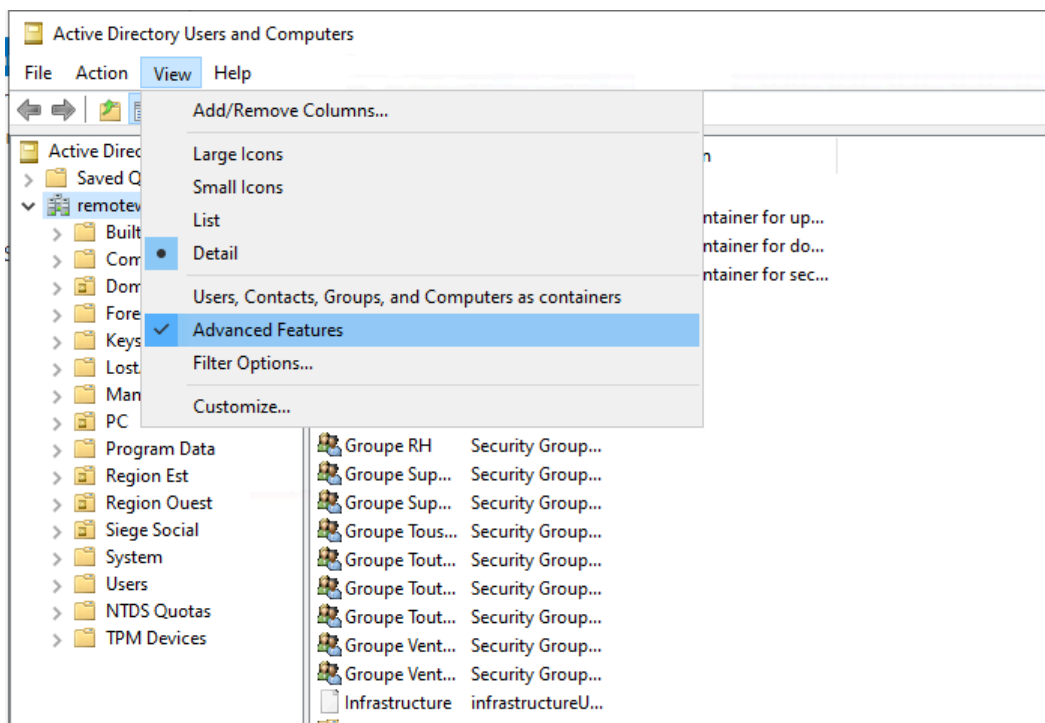 Active Directory Users and Computers
File Action View Help
Add/Remove Columns...
Large Icons
Small Icons
List
Detail
Users, Contacts, Groups, and Computers as containers
Advanced Features
Filter Options...
Customize...
Active Direc
Saved Q
remotew
Built
Com
Dom
Fore
Keys
Lost
Man
PC
Program Data
Region Est
Region Ouest
Siege Social
System
Users
NTDS Quotas
TPM Devices
n
ntainer for up...
ntainer for do...
ntainer for sec...
Groupe RH Security Group...
Groupe Sup... Security Group...
Groupe Sup... Security Group...
Groupe Tous... Security Group...
Groupe Tout... Security Group...
Groupe Tout... Security Group...
Groupe Tout... Security Group...
Groupe Vent... Security Group...
Groupe Vent... Security Group...
Infrastructure infrastructureU...